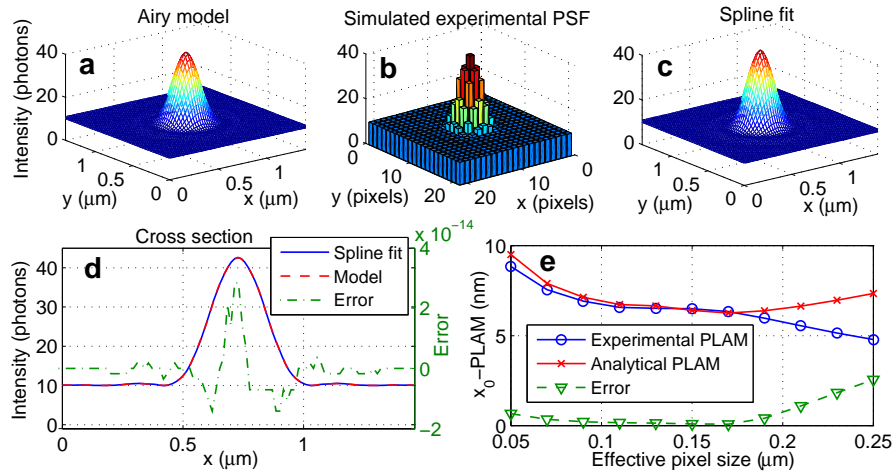 Airy model
Simulated experimental PSF
Spline fit
a
b
c
Intensity (photons)
40
20
0
1
0.5
0
y (μm)
0
0.5
1
x (μm)
40
20
0
0
10
20
y (pixels)
20
10
0
x (pixels)
40
20
0
1
0.5
0
y (μm)
0
0.5
1
x (μm)
Cross section
d
Spline fit
Model
Error
Intensity (photons)
40
30
20
10
0
0
0.5
1
x (μm)
x 10⁻¹⁴
4
2
0
−2
Error
e
x₀−PLAM (nm)
10
5
0
Experimental PLAM
Analytical PLAM
Error
0.05
0.1
0.15
0.2
0.25
Effective pixel size (μm)